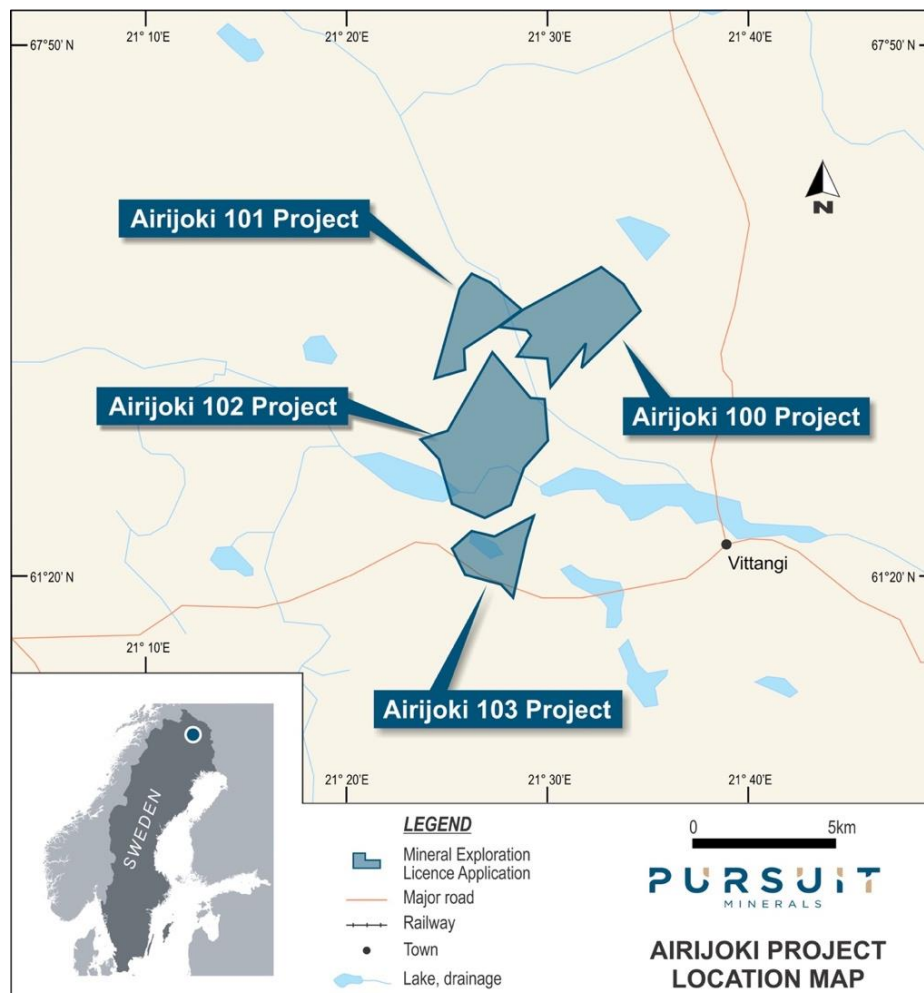 21° 10'E
21° 20'E
21° 30'E
21° 40'E
67°50' N
67°50' N
N
Airijoki 101 Project
Airijoki 102 Project
Airijoki 100 Project
Vittangi
61°20' N
61°20' N
21° 10'E
Airijoki 103 Project
21° 20'E
21° 30'E
21° 40'E
SWEDEN
LEGEND
Mineral Exploration
Licence Application
Major road
Railway
Town
Lake, drainage
0
5km
PURSUIT
MINERALS
AIRIJOKI PROJECT
LOCATION MAP